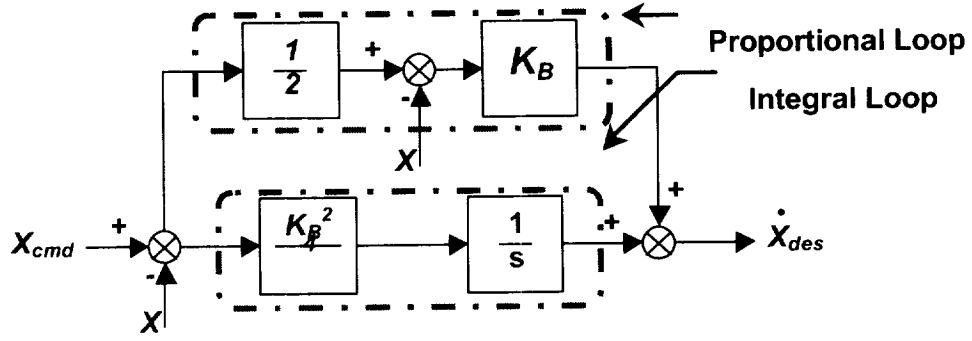 Proportional Loop
Integral Loop
1
2
+
-
K_B
X
+
X_cmd
+
-
X
K_B^2
4
1
s
+
Ẋ_des